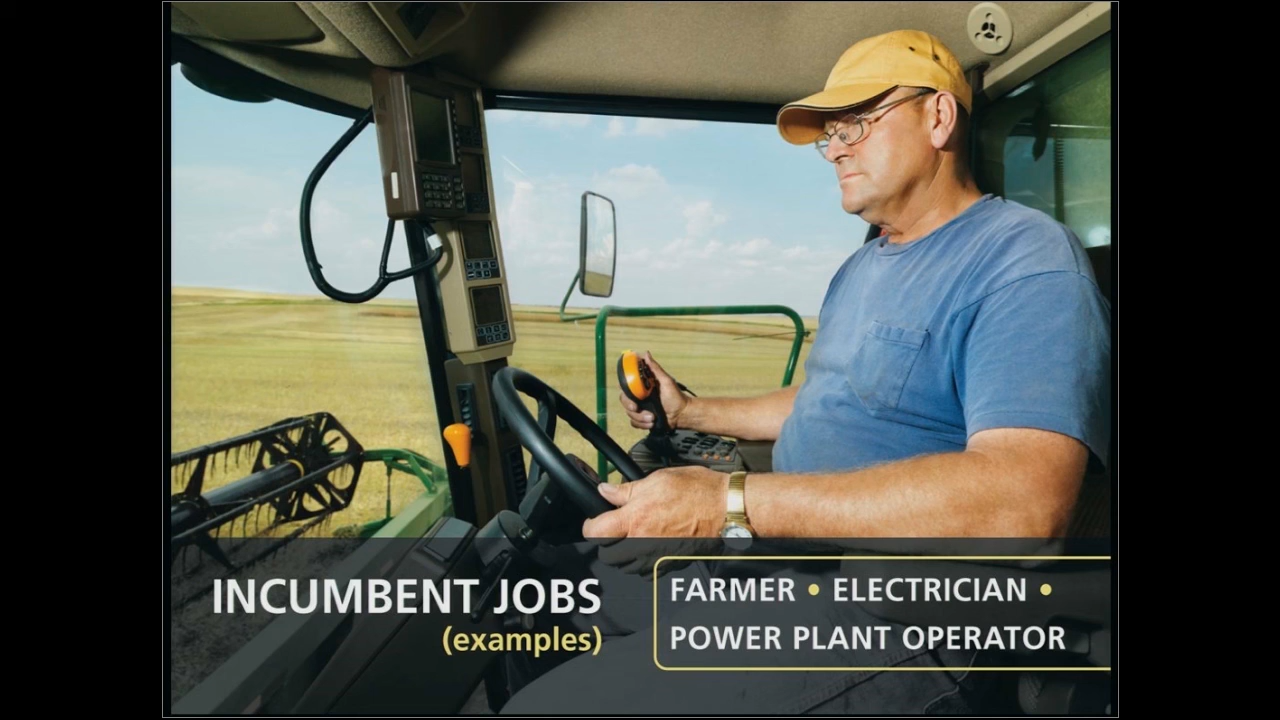 INCUMBENT JOBS
(examples)
FARMER • ELECTRICIAN •
POWER PLANT OPERATOR